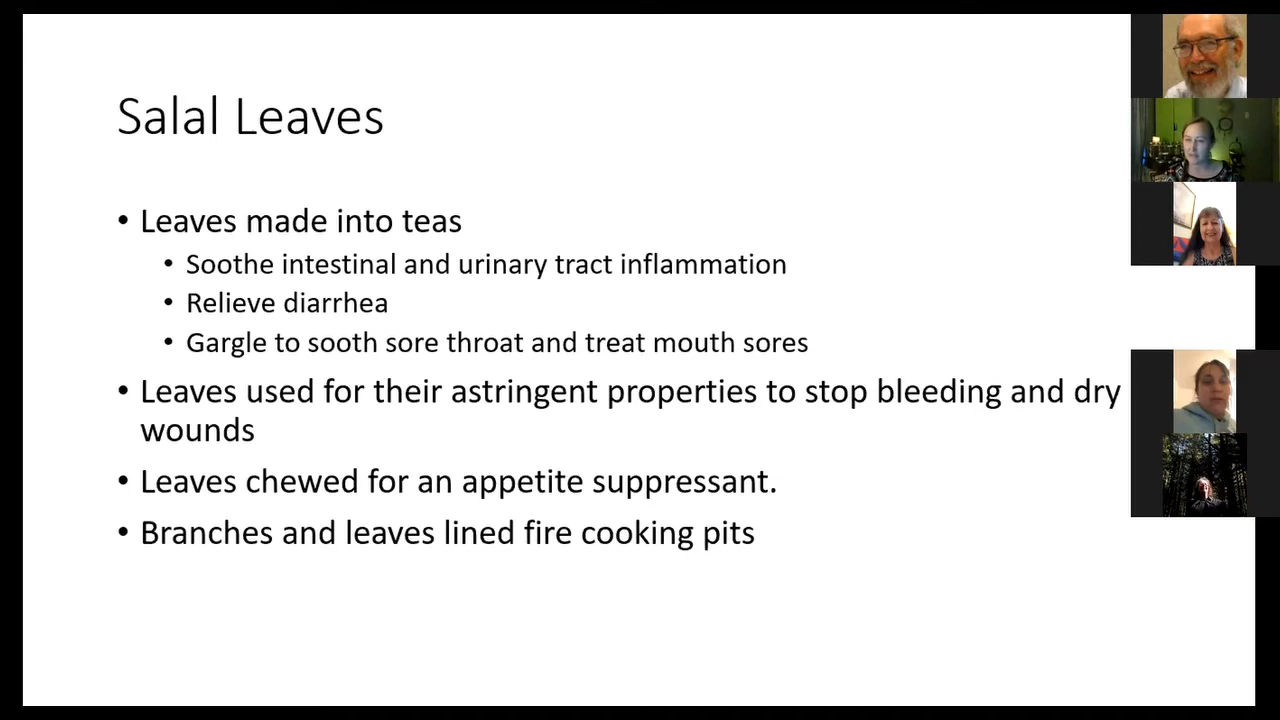 Salal Leaves
• Leaves made into teas
• Soothe intestinal and urinary tract inflammation
• Relieve diarrhea
• Gargle to sooth sore throat and treat mouth sores
• Leaves used for their astringent properties to stop bleeding and dry
wounds
• Leaves chewed for an appetite suppressant.
• Branches and leaves lined fire cooking pits